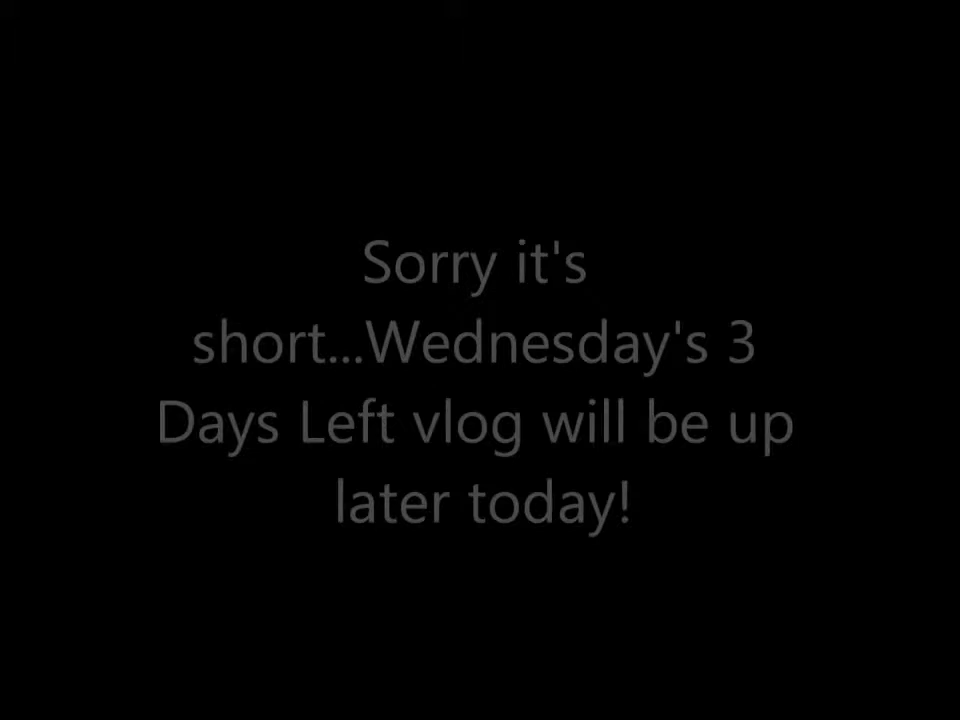 Sorry it's
short...Wednesday's 3
Days Left vlog will be up
later today!